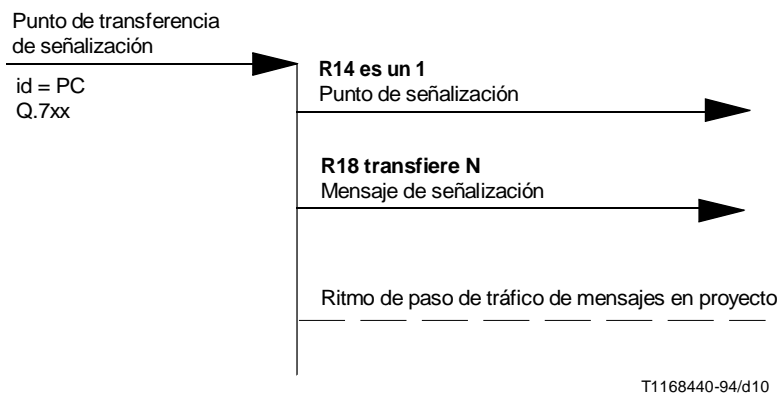 Punto de transferencia
de señalización
id = PC
Q.7xx
R14 es un 1
Punto de señalización
R18 transfiere N
Mensaje de señalización
Ritmo de paso de tráfico de mensajes en proyecto
T1168440-94/d10